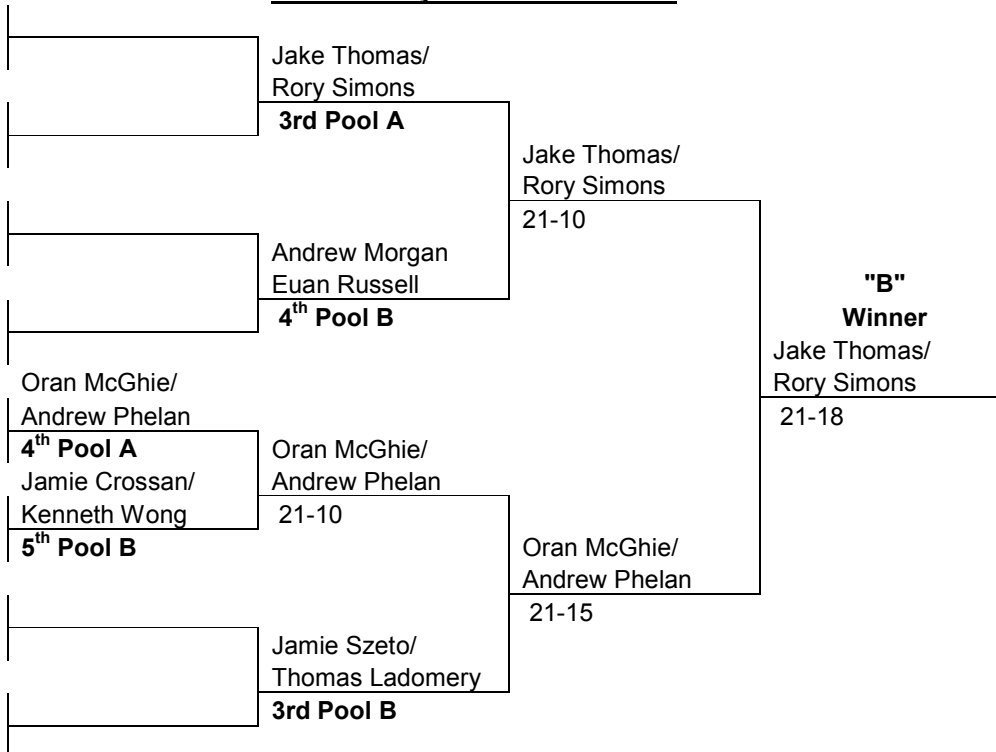 Jake Thomas/
Rory Simons
3rd Pool A
Jake Thomas/
Rory Simons
21-10
Andrew Morgan
Euan Russell
4th Pool B
"B"
Winner
Jake Thomas/
Rory Simons
21-18
Oran McGhie/
Andrew Phelan
4th Pool A
Jamie Crossan/
Kenneth Wong
5th Pool B
Oran McGhie/
Andrew Phelan
21-10
Oran McGhie/
Andrew Phelan
21-15
Jamie Szeto/
Thomas Ladomery
3rd Pool B